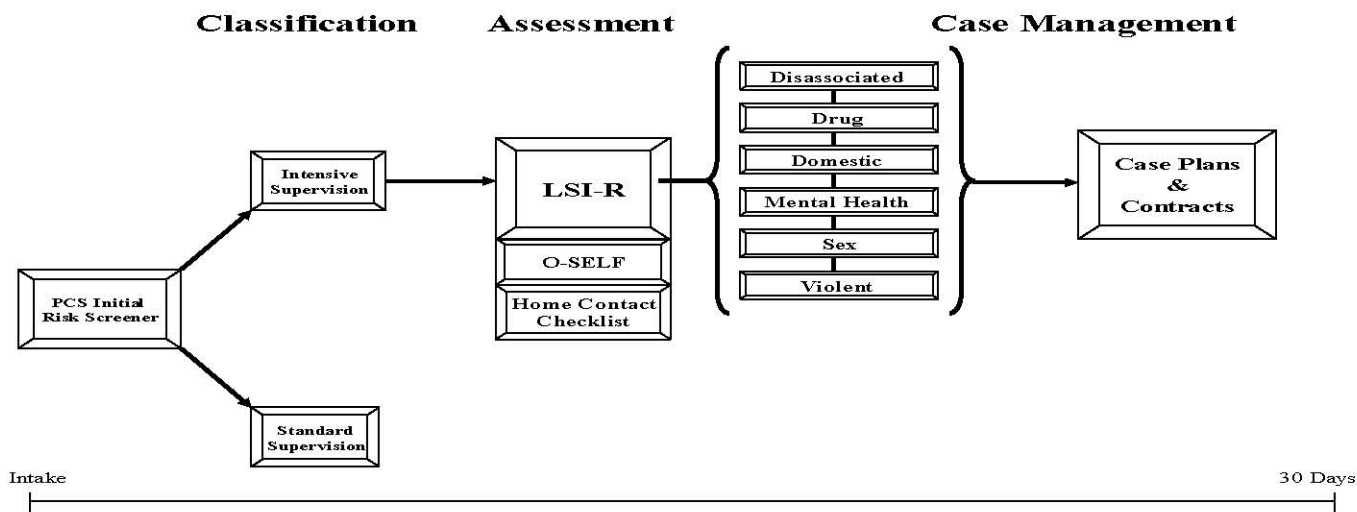 Classification
Assessment
Case Management
PCS Initial
Risk Screener
Intensive
Supervision
Standard
Supervision
LSI-R
O-SELF
Home Contact
Checklist
Disassociated
Drug
Domestic
Mental Health
Sex
Violent
Case Plans
&
Contracts
Intake
30 Days